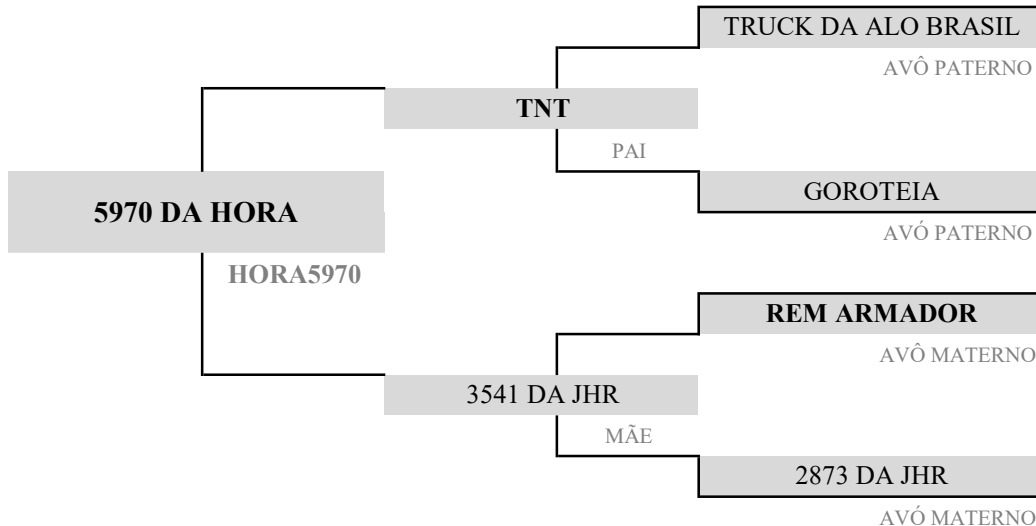 TRUCK DA ALO BRASIL
AVÔ PATERNO
TNT
PAI
GOROTEIA
AVÓ PATERNO
5970 DA HORA
HORA5970
REM ARMADOR
AVÔ MATERNO
3541 DA JHR
MÃE
2873 DA JHR
AVÓ MATERNO